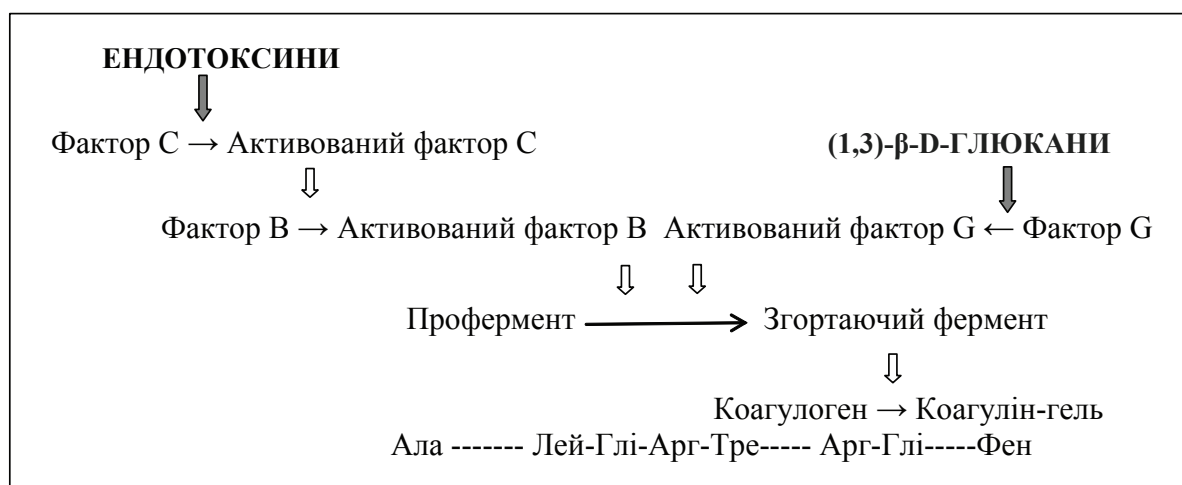 ЕНДОТОКСИНИ
Фактор С → Активований фактор С
(1,3)-β-D-ГЛЮКАНИ
Фактор В → Активований фактор В Активований фактор G ← Фактор G
Профермент → Згортаючий фермент
Коагулоген → Коагулін-гель
Ала ------- Лей-Глі-Арг-Тре----- Арг-Глі-----Фен